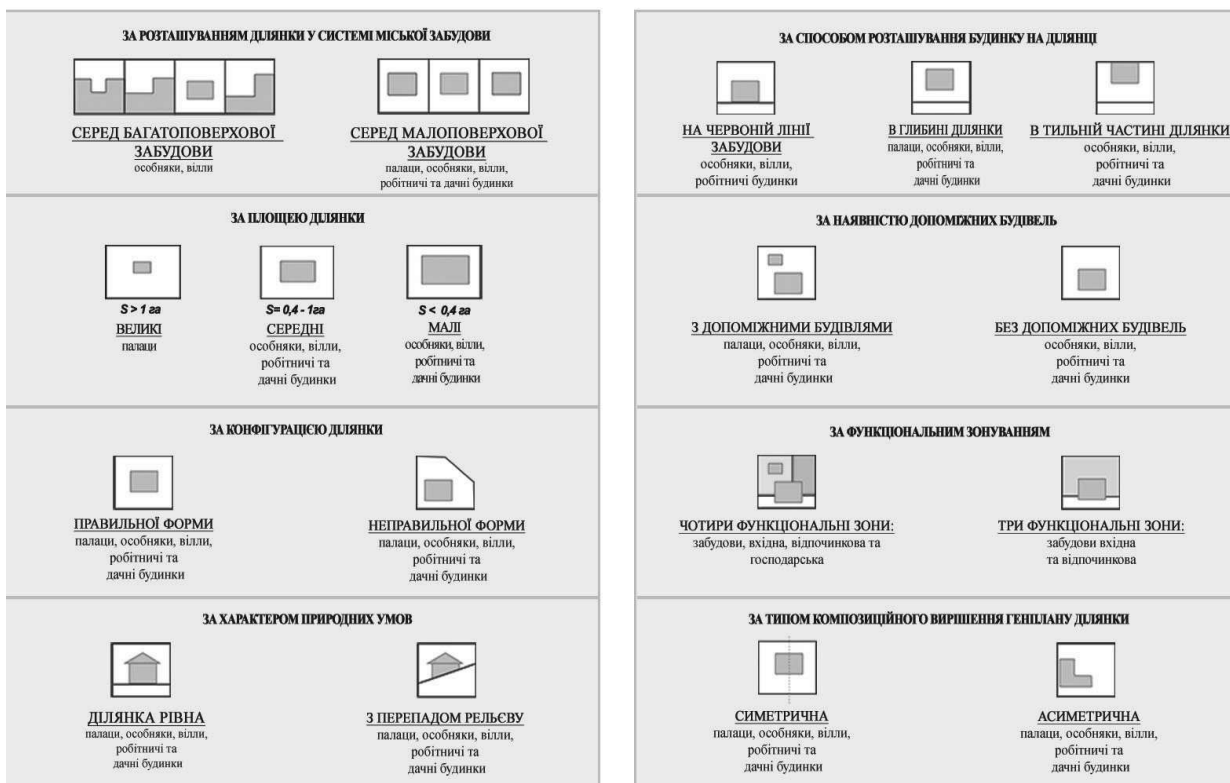 ЗА РОЗТАШУВАННЯМ ДІЛЯНКИ У СИСТЕМІ МІСЬКОЇ ЗАБУДОВИ
СЕРЕД БАГАТОПОВЕРХОВОЇ
ЗАБУДОВИ
особняки, вілли
СЕРЕД МАЛОПОВЕРХОВОЇ
ЗАБУДОВИ
палаци, особняки, вілли,
робітничі та дачні будинки
ЗА ПЛОЩЕЮ ДІЛЯНКИ
S > 1 га
ВЕЛИКІ
палаци
S= 0,4 - 1га
СЕРЕДНІ
особняки, вілли,
робітничі та
дачні будинки
S < 0,4 га
МАЛІ
особняки, вілли,
робітничі та
дачні будинки
ЗА КОНФІГУРАЦІЄЮ ДІЛЯНКИ
ПРАВИЛЬНОЇ ФОРМИ
палаци, особняки, вілли,
робітничі та
дачні будинки
НЕПРАВИЛЬНОЇ ФОРМИ
палаци, особняки, вілли,
робітничі та
дачні будинки
ЗА ХАРАКТЕРОМ ПРИРОДНИХ УМОВ
ДІЛЯНКА РІВНА
палаци, особняки, вілли,
робітничі та
дачні будинки
З ПЕРЕПАДОМ РЕЛЬЄВУ
палаци, особняки, вілли,
робітничі та
дачні будинки
ЗА СПОСОБОМ РОЗТАШУВАННЯ БУДИНКУ НА ДІЛЯНЦІ
НА ЧЕРВОНІЙ ЛІНІЇ
ЗАБУДОВИ
особняки, вілли,
робітничі будинки
В ГЛИБИНІ ДІЛЯНКИ
палаци, особняки, вілли,
робітничі та
дачні будинки
В ТИЛЬНІЙ ЧАСТИНІ ДІЛЯНКИ
особняки, вілли,
робітничі та
дачні будинки
ЗА НАЯВНІСТЮ ДОПОМІЖНИХ БУДІВЕЛЬ
З ДОПОМІЖНИМИ БУДІВЛЯМИ
палаци, особняки, вілли,
робітничі та
дачні будинки
БЕЗ ДОПОМІЖНИХ БУДІВЕЛЬ
особняки, вілли,
робітничі та
дачні будинки
ЗА ФУНКЦІОНАЛЬНИМ ЗОНУВАННЯМ
ЧОТИРИ ФУНКЦІОНАЛЬНІ ЗОНИ:
забудови, вхідна, відпочинкова та
господарська
ТРИ ФУНКЦІОНАЛЬНІ ЗОНИ:
забудови вхідна
та відпочинкова
ЗА ТИПОМ КОМПОЗИЦІЙНОГО ВИРІШЕННЯ ГЕНПЛАНУ ДІЛЯНКИ
СИМЕТРИЧНА
палаци, особняки, вілли,
робітничі та
дачні будинки
АСИМЕТРИЧНА
палаци, особняки, вілли,
робітничі та
дачні будинки